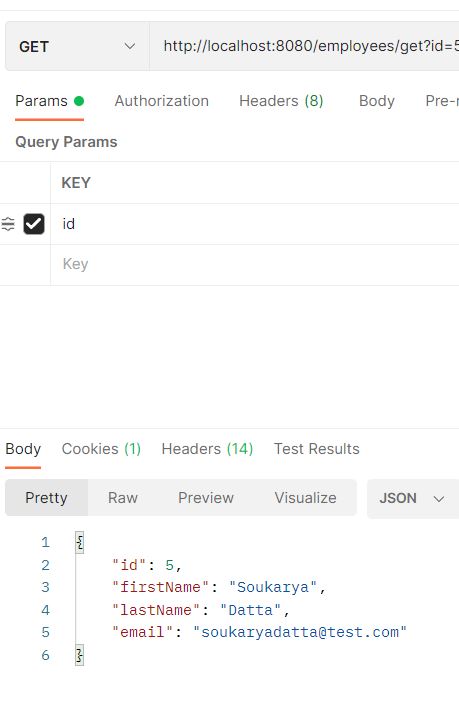 GET http://localhost:8080/employees/get?id=5
Params Authorization Headers (8) Body Pre-r
Query Params
KEY
id
Key
Body Cookies (1) Headers (14) Test Results
Pretty Raw Preview Visualize JSON
1 {
2 "id": 5,
3 "firstName": "Soukarya",
4 "lastName": "Datta",
5 "email": "soukaryadatta@test.com"
6 }